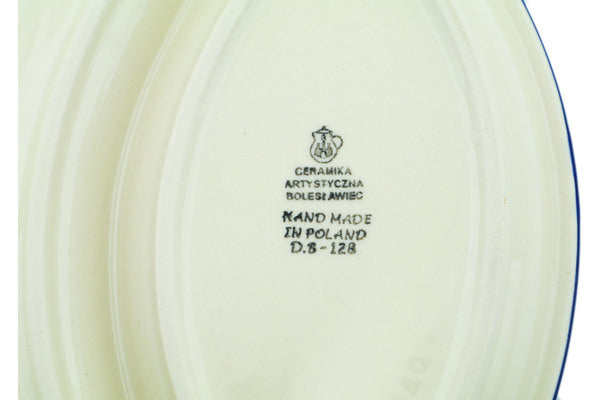 CERAMIKA
ARTYSTYCZNA
BOLESŁAWIEC
HAND MADE
IN POLAND
D.B - 128